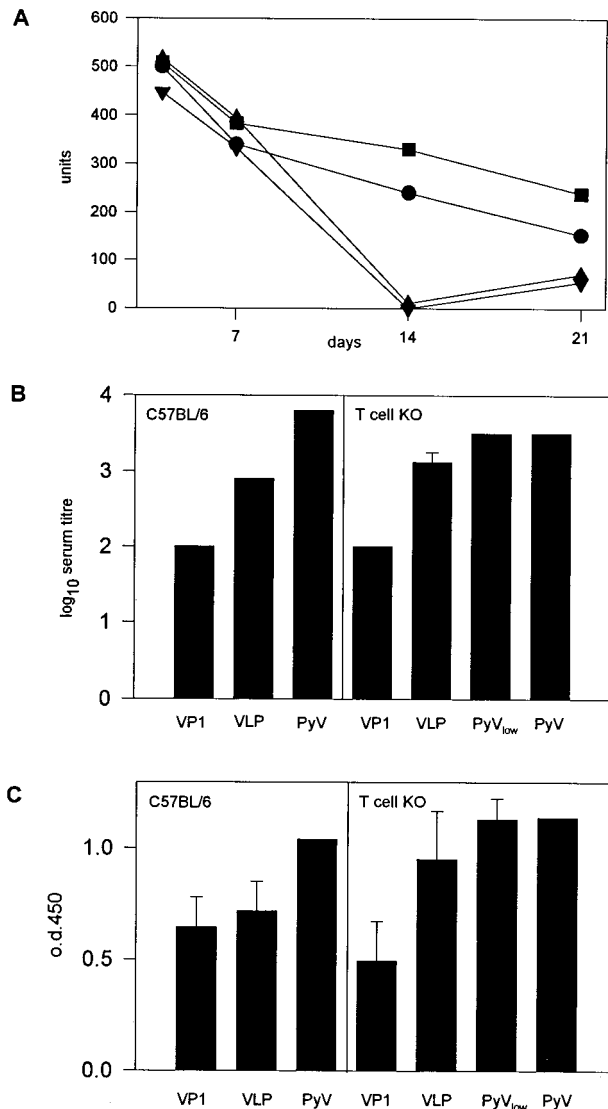 A
600
500
400
300
200
100
0
units
7
14
21
days
B
4
3
2
1
0
log10 serum titre
C57BL/6
T cell KO
VP1 VLP PyV VP1 VLP PyVlow PyV
C
1.0
0.5
0.0
o.d.450
C57BL/6
T cell KO
VP1 VLP PyV VP1 VLP PyVlow PyV